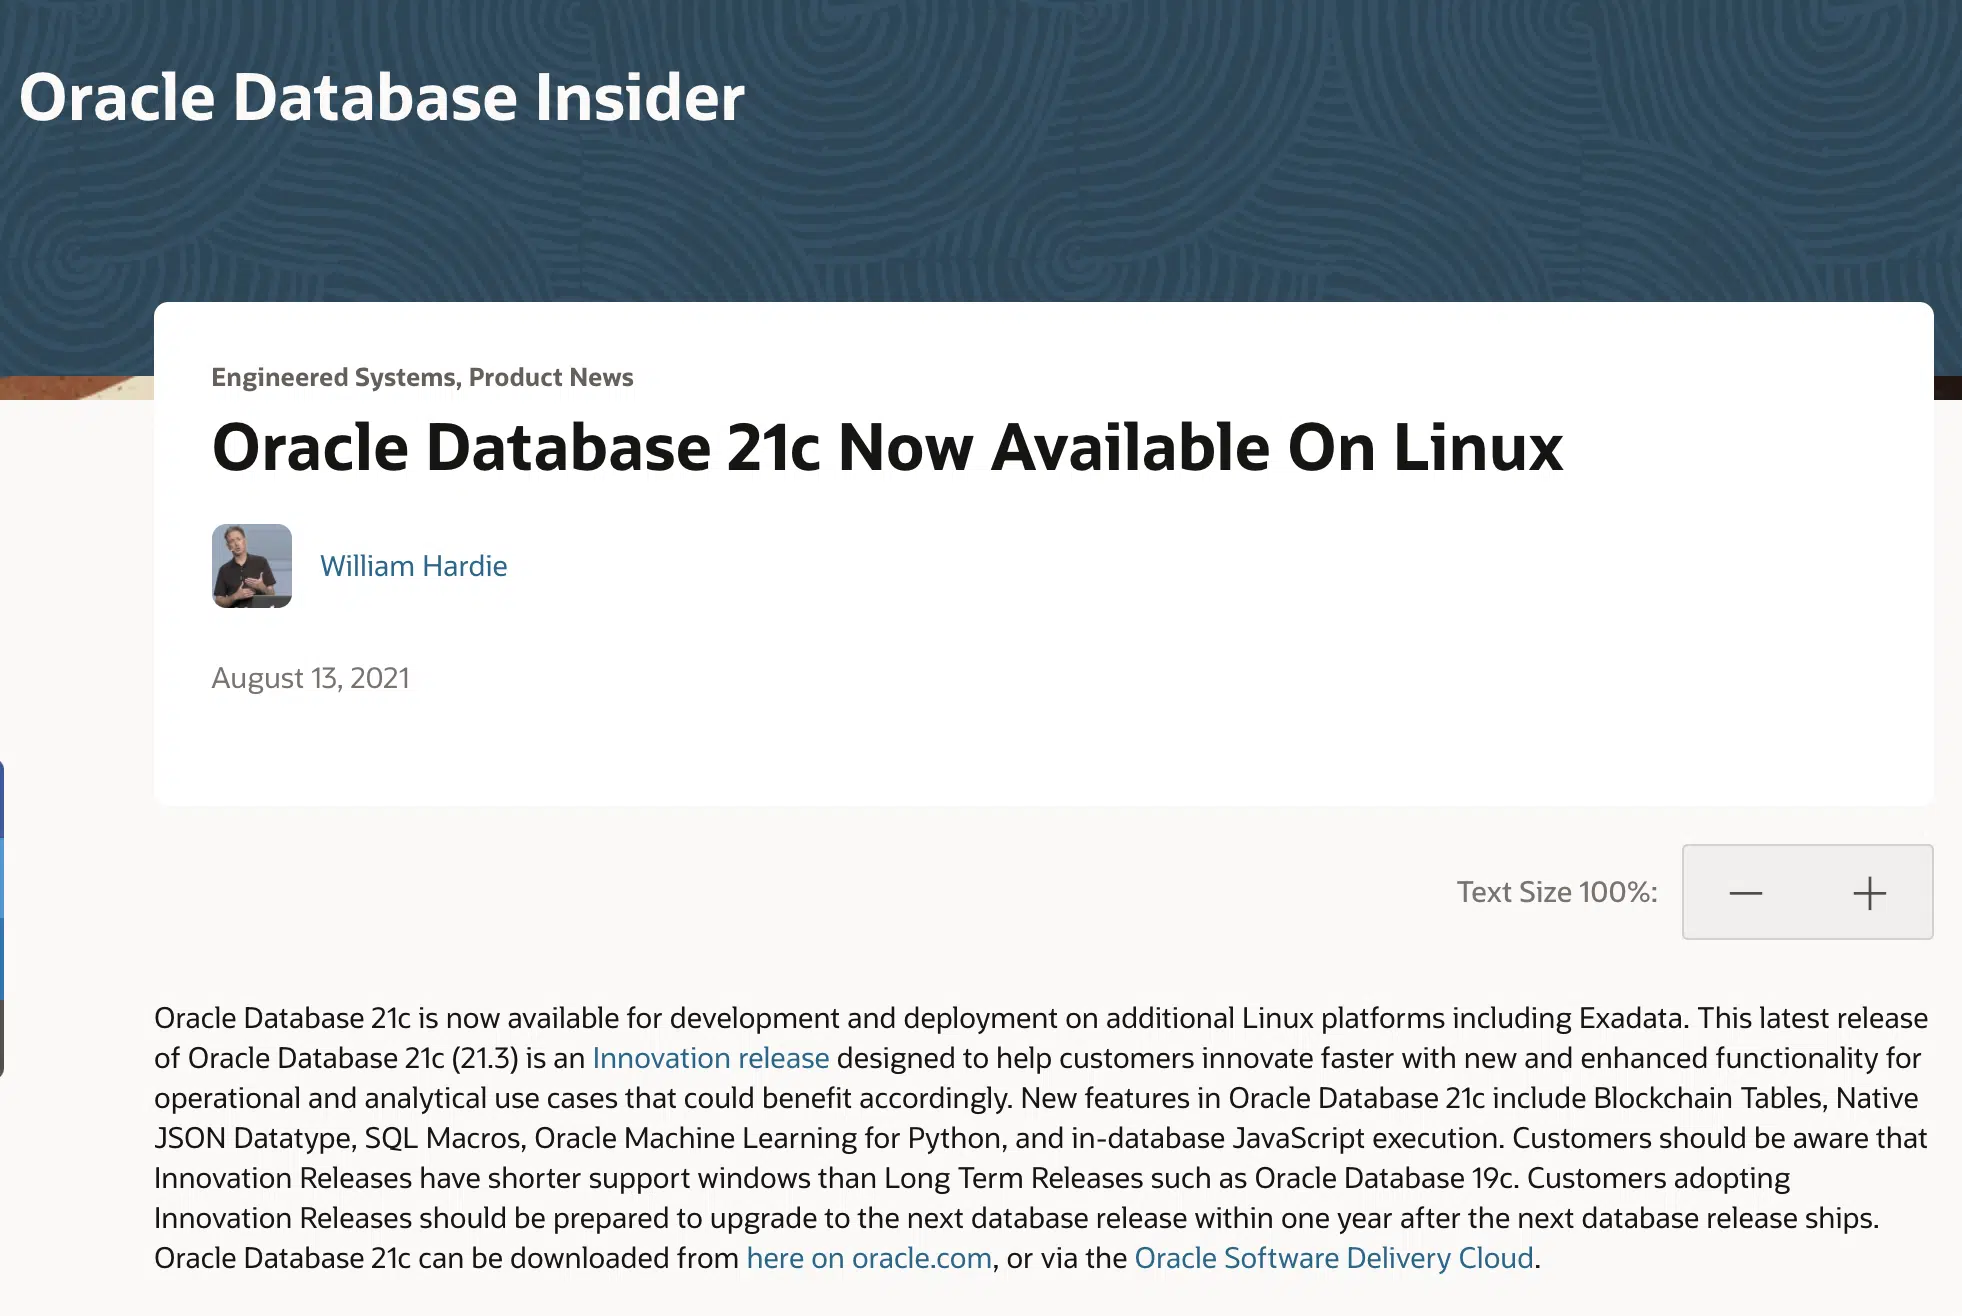 Oracle Database Insider
Engineered Systems, Product News
Oracle Database 21c Now Available On Linux
William Hardie
August 13, 2021
Text Size 100%:
Oracle Database 21c is now available for development and deployment on additional Linux platforms including Exadata. This latest release
of Oracle Database 21c (21.3) is an Innovation release designed to help customers innovate faster with new and enhanced functionality for
operational and analytical use cases that could benefit accordingly. New features in Oracle Database 21c include Blockchain Tables, Native
JSON Datatype, SQL Macros, Oracle Machine Learning for Python, and in-database JavaScript execution. Customers should be aware that
Innovation Releases have shorter support windows than Long Term Releases such as Oracle Database 19c. Customers adopting
Innovation Releases should be prepared to upgrade to the next database release within one year after the next database release ships.
Oracle Database 21c can be downloaded from here on oracle.com, or via the Oracle Software Delivery Cloud.